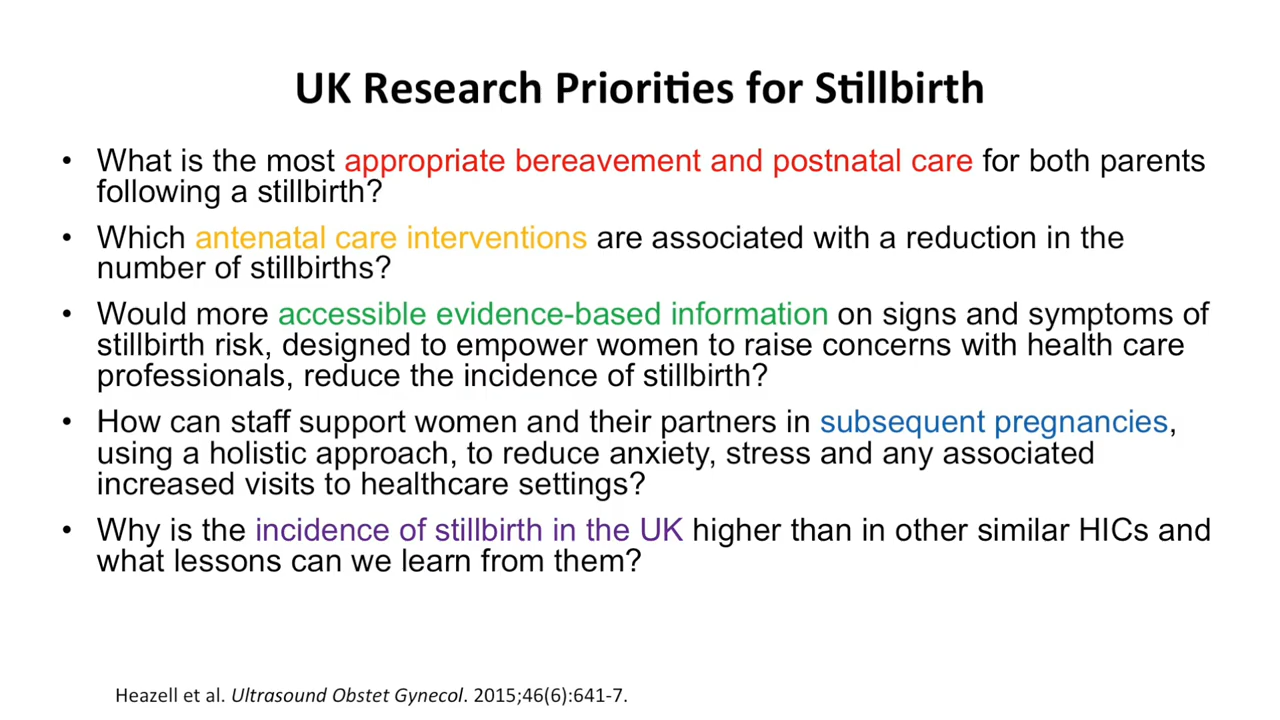 UK Research Priorities for Stillbirth
• What is the most appropriate bereavement and postnatal care for both parents
following a stillbirth?
• Which antenatal care interventions are associated with a reduction in the
number of stillbirths?
• Would more accessible evidence-based information on signs and symptoms of
stillbirth risk, designed to empower women to raise concerns with health care
professionals, reduce the incidence of stillbirth?
• How can staff support women and their partners in subsequent pregnancies,
using a holistic approach, to reduce anxiety, stress and any associated
increased visits to healthcare settings?
• Why is the incidence of stillbirth in the UK higher than in other similar HICs and
what lessons can we learn from them?
Heazell et al. Ultrasound Obstet Gynecol. 2015;46(6):641-7.